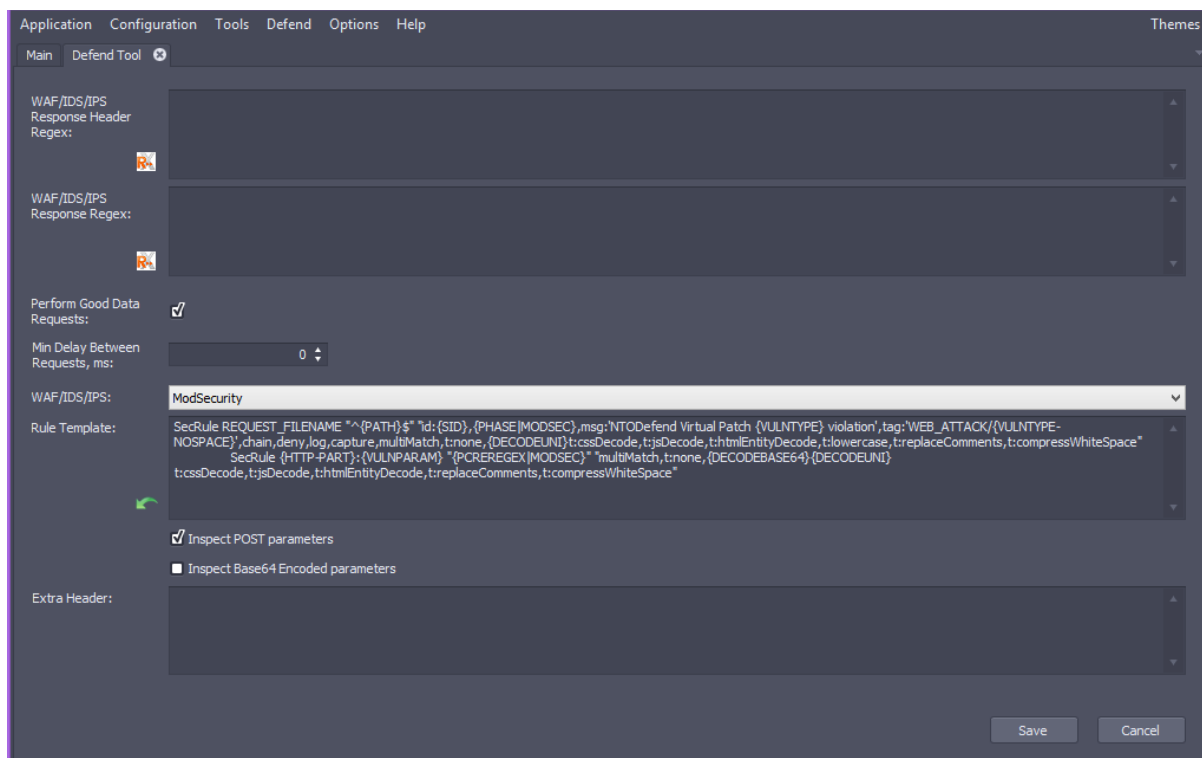 Application Configuration Tools Defend Options Help Themes
Main Defend Tool
WAF/IDS/IPS
Response Header
Regex:
WAF/IDS/IPS
Response Regex:
Perform Good Data
Requests:
Min Delay Between
Requests, ms:
0
WAF/IDS/IPS: ModSecurity
Rule Template:
SecRule REQUEST_FILENAME "^{PATH}$" "id:{SID},{PHASE|MODSEC},msg:'NTODefend Virtual Patch {VULNTYPE} violation',tag:'WEB_ATTACK/{VULNTYPE-
NOSPACE}',chain,deny,log,capture,multiMatch,t:none,{DECODEUNI}t:cssDecode,t:jsDecode,t:htmlEntityDecode,t:lowercase,t:replaceComments,t:compressWhiteSpace"
SecRule {HTTP-PART}:{VULNPARAM} "{PCREREGEX|MODSEC}" "multiMatch,t:none,{DECODEBASE64}{DECODEUNI}
t:cssDecode,t:jsDecode,t:htmlEntityDecode,t:replaceComments,t:compressWhiteSpace"
Inspect POST parameters
Inspect Base64 Encoded parameters
Extra Header:
Save Cancel